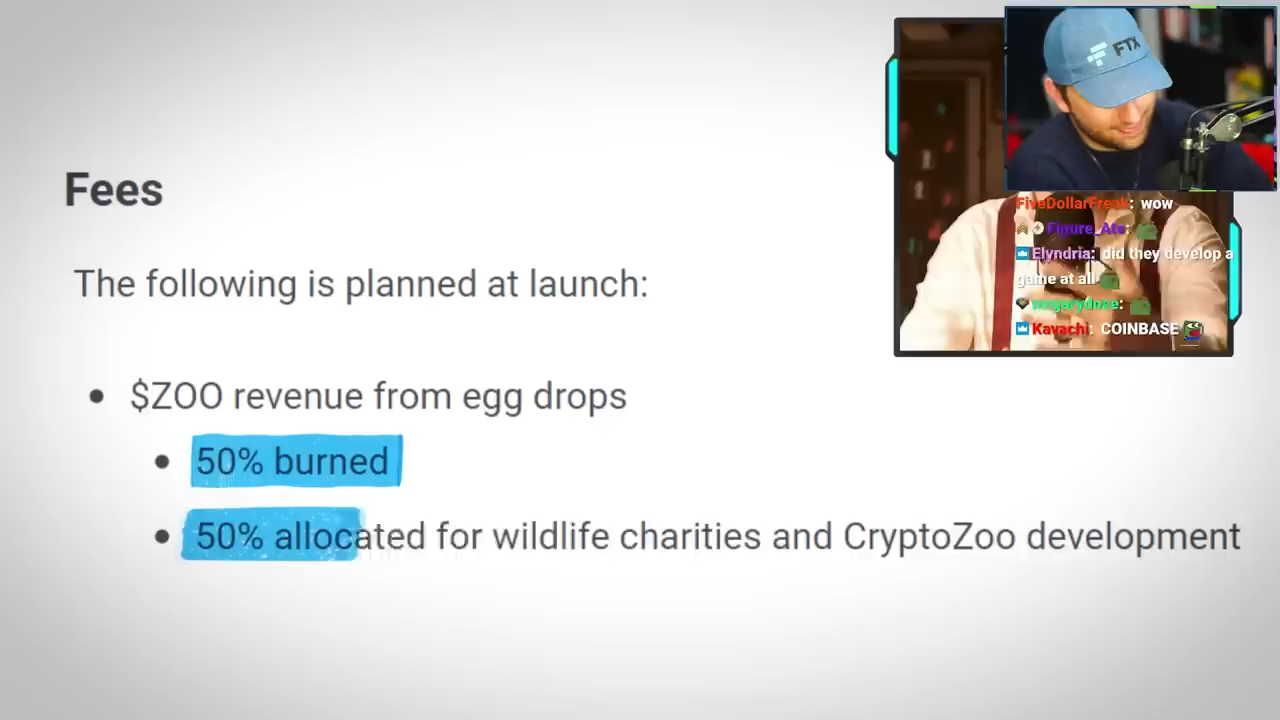 Fees
The following is planned at launch:
$ZOO revenue from egg drops
50% burned
50% allocated for wildlife charities and CryptoZoo development
FTX
FiveDollarFreak: wow
Figure_Ate:
Elyndria: did they develop a
game at all
Kavachi: COINBASE